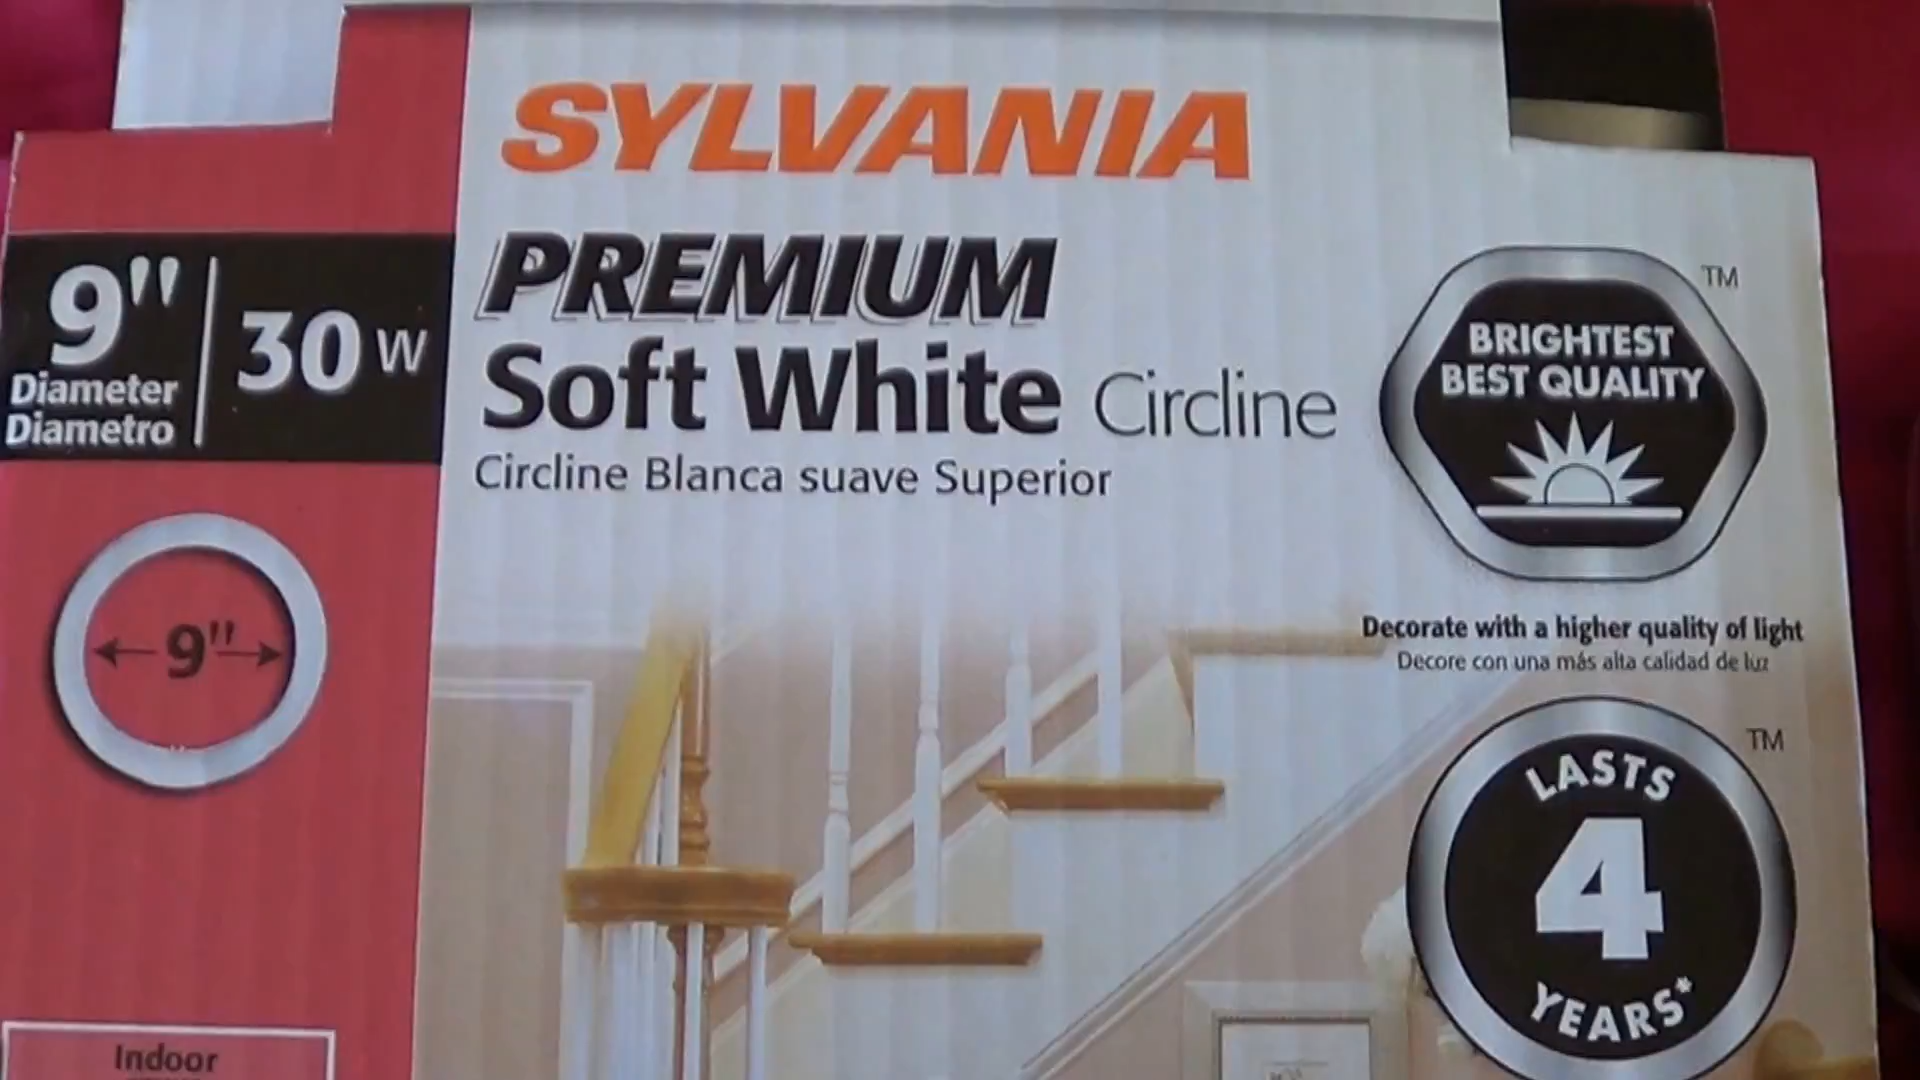 SYLVANIA
PREMIUM
Soft White Circline
Circline Blanca suave Superior
9" | 30 W
Diameter
Diametro
9"
BRIGHTEST
BEST QUALITY
TM
Decorate with a higher quality of light
Decore con una más alta calidad de luz
LASTS
4
YEARS*
TM
Indoor